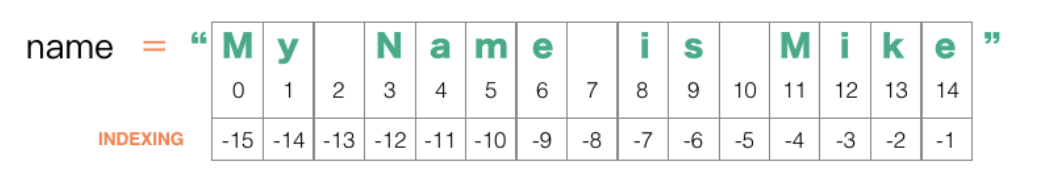 name = “My Name is Mike”
0 1 2 3 4 5 6 7 8 9 10 11 12 13 14
INDEXING -15 -14 -13 -12 -11 -10 -9 -8 -7 -6 -5 -4 -3 -2 -1